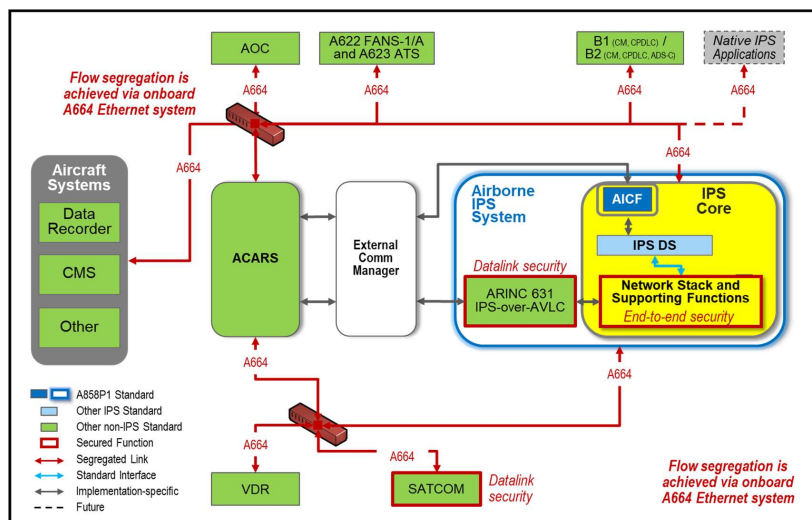 AOC
A622 FANS-1/A
and A623 ATS
B1 (CM, CPDLC) /
B2 (CM, CPDLC, ADS-C)
Native IPS
Applications
Flow segregation is
achieved via onboard
A664 Ethernet system
A664
A664
A664
A664
A664
A664
Aircraft
Systems
Data
Recorder
CMS
Other
ACARS
External
Comm
Manager
Airborne
IPS
System
AICF
IPS
Core
IPS DS
Datalink security
ARINC 631
IPS-over-AVLC
Network Stack and
Supporting Functions
End-to-end security
A664
A664
A664
A664
VDR
SATCOM
Datalink
security
Flow segregation is
achieved via onboard
A664 Ethernet system
A858P1 Standard
Other IPS Standard
Other non-IPS Standard
Secured Function
Segregated Link
Standard Interface
Implementation-specific
Future